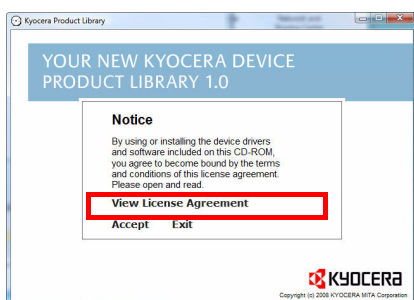 Kyocera Product Library
YOUR NEW KYOCERA DEVICE
PRODUCT LIBRARY 1.0
Notice
By using or installing the device drivers
and software included on this CD-ROM,
you agree to become bound by the terms
and conditions of this license agreement.
Please open and read.
View License Agreement
Accept Exit
KYOCERA
Copyright (c) 2008 KYOCERA MITA Corporation